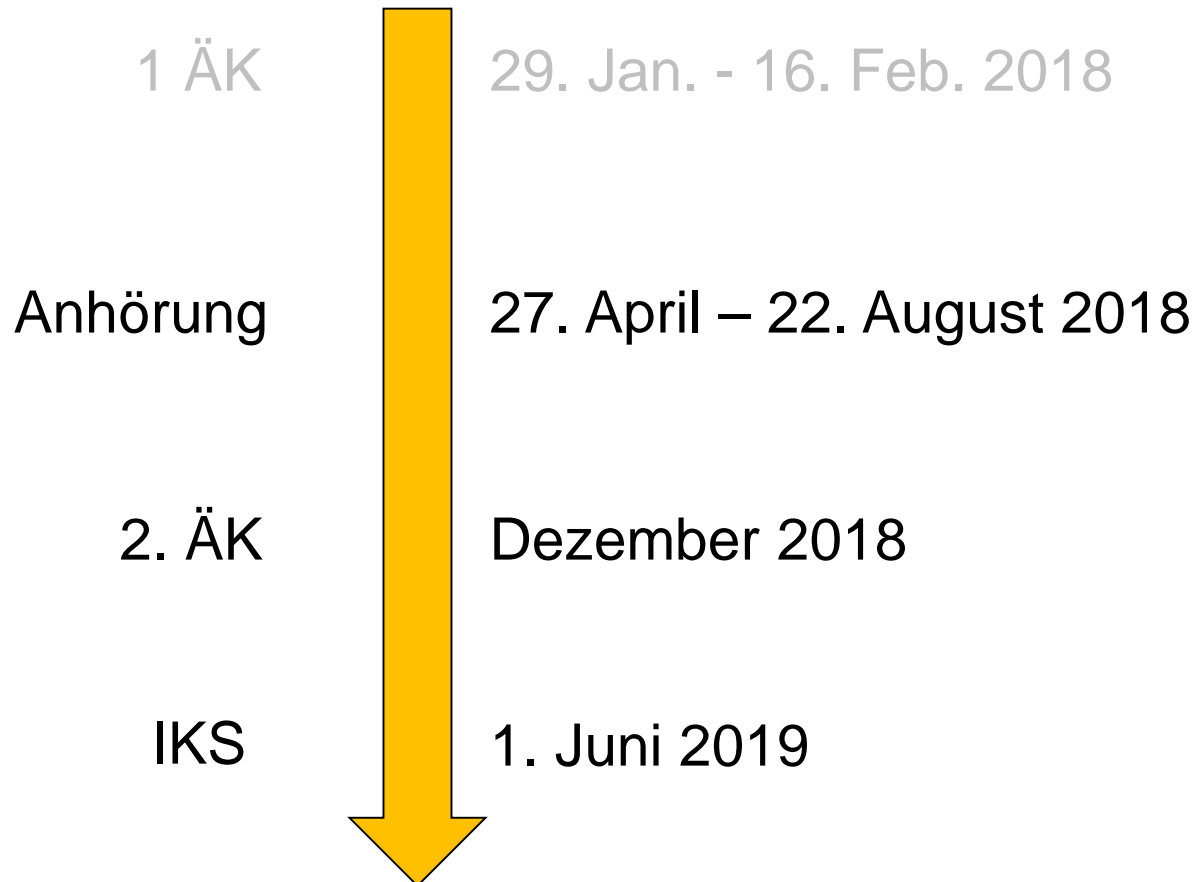 1 ÄK 29. Jan. - 16. Feb. 2018
Anhörung 27. April – 22. August 2018
2. ÄK Dezember 2018
IKS 1. Juni 2019